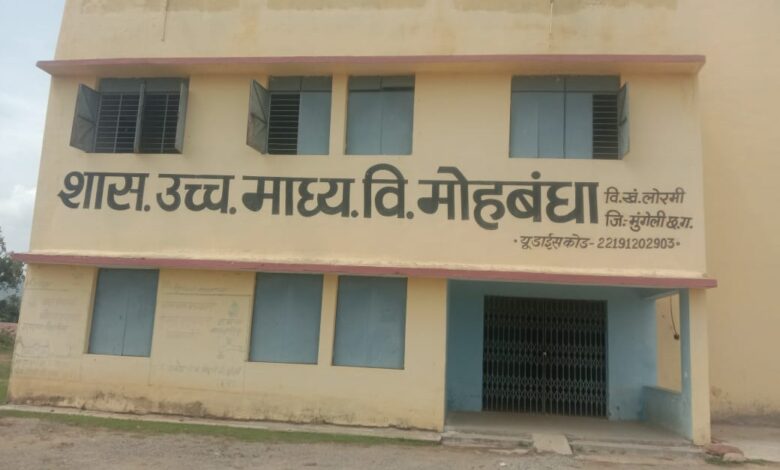 शास. उच्च. माध्य. वि. मोहबंधा
वि. खं. लोरमी
जि: मुंगेली छ.ग.
• यू डाईस कोड - 22191202903 •